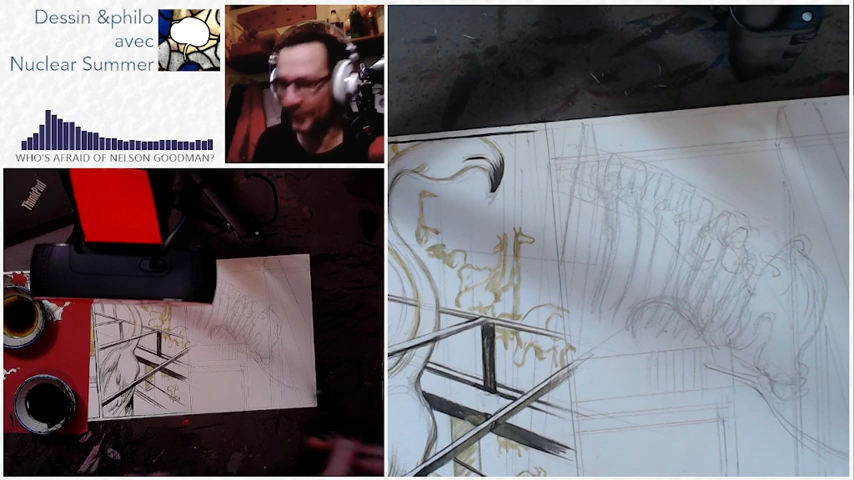 Dessin &philo
avec
Nuclear Summer
WHO'S AFRAID OF NELSON GOODMAN?
ThinkPad